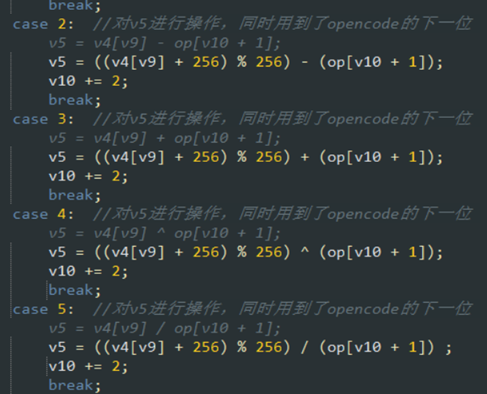 break;
case 2:  //对v5进行操作，同时用到了opencode的下一位
v5 = v4[v9] - op[v10 + 1];
v5 = ((v4[v9] + 256) % 256) - (op[v10 + 1]);
v10 += 2;
break;
case 3:  //对v5进行操作，同时用到了opencode的下一位
v5 = v4[v9] + op[v10 + 1];
v5 = ((v4[v9] + 256) % 256) + (op[v10 + 1]);
v10 += 2;
break;
case 4:  //对v5进行操作，同时用到了opencode的下一位
v5 = v4[v9] ^ op[v10 + 1];
v5 = ((v4[v9] + 256) % 256) ^ (op[v10 + 1]);
v10 += 2;
break;
case 5:  //对v5进行操作，同时用到了opencode的下一位
v5 = v4[v9] / op[v10 + 1];
v5 = ((v4[v9] + 256) % 256) / (op[v10 + 1]) ;
v10 += 2;
break;